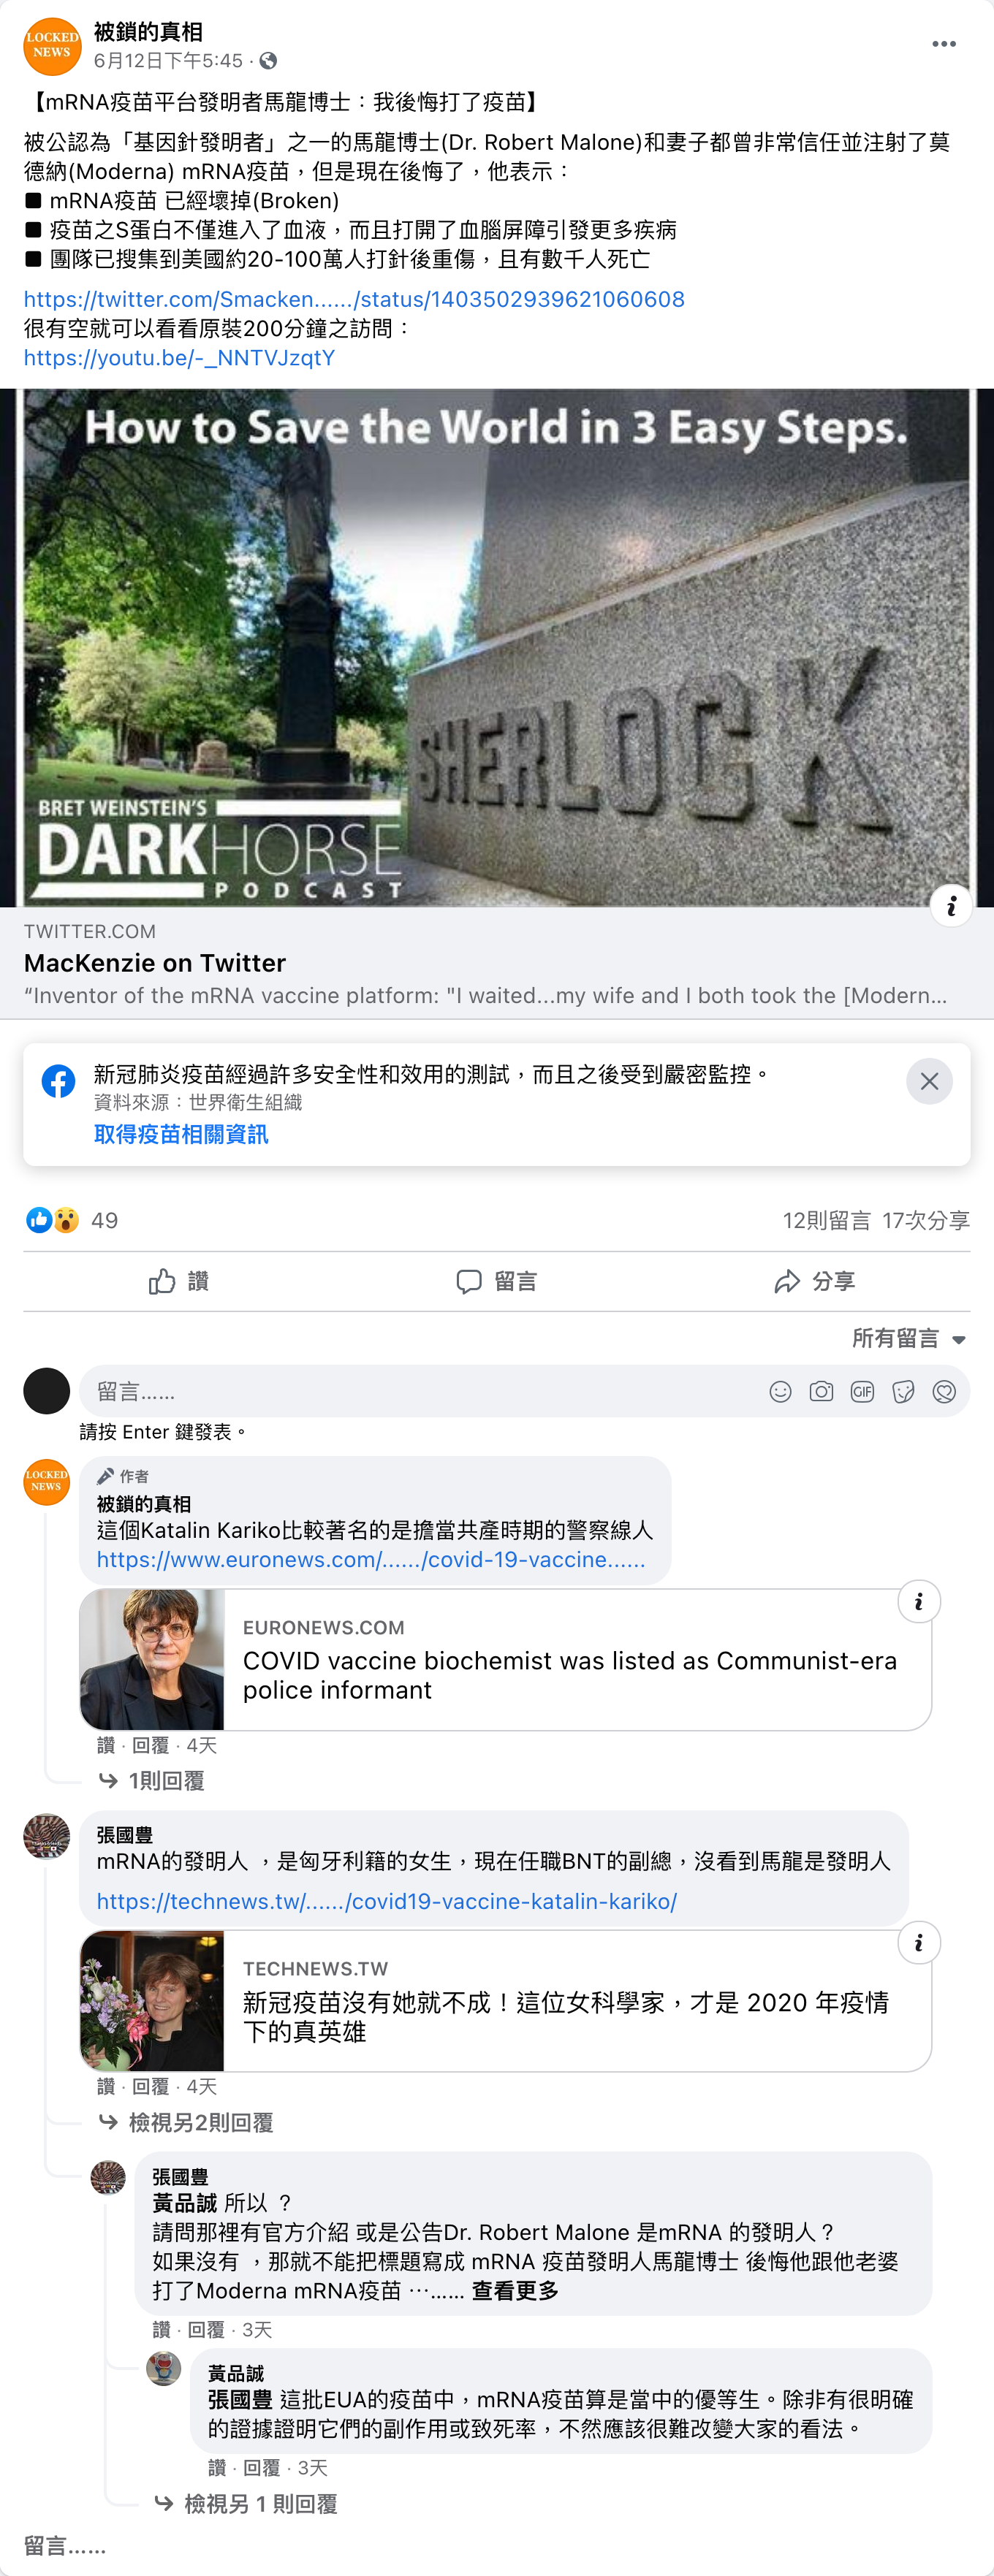 LOCKED
NEWS
被鎖的真相
6月12日下午5:45 ·
【mRNA疫苗平台發明者馬龍博士：我後悔打了疫苗】
被公認為「基因針發明者」之一的馬龍博士(Dr. Robert Malone)和妻子都曾非常信任並注射了莫
德納(Moderna) mRNA疫苗，但是現在後悔了，他表示：
■ mRNA疫苗 已經壞掉(Broken)
■ 疫苗之S蛋白不僅進入了血液，而且打開了血腦屏障引發更多疾病
■ 團隊已搜集到美國約20-100萬人打針後重傷，且有數千人死亡
https://twitter.com/Smacken....../status/1403502939621060608
很有空就可以看看原裝200分鐘之訪問：
https://youtu.be/-_NNTVJzqtY
How to Save the World in 3 Easy Steps.
SHERLOCK
BRET WEINSTEIN'S
DARKHORSE
PODCAST
TWITTER.COM
MacKenzie on Twitter
“Inventor of the mRNA vaccine platform: "I waited...my wife and I both took the [Modern...
新冠肺炎疫苗經過許多安全性和效用的測試，而且之後受到嚴密監控。
資料來源：世界衛生組織
取得疫苗相關資訊
49
12則留言 17次分享
讚
留言
分享
所有留言
留言......
GIF
請按 Enter 鍵發表。
LOCKED
NEWS
作者
被鎖的真相
這個Katalin Kariko比較著名的是擔當共產時期的警察線人
https://www.euronews.com/....../covid-19-vaccine......
EURONEWS.COM
COVID vaccine biochemist was listed as Communist-era
police informant
讚 · 回覆 · 4天
1則回覆
張國豊
mRNA的發明人 ，是匈牙利籍的女生，現在任職BNT的副總，沒看到馬龍是發明人
https://technews.tw/....../covid19-vaccine-katalin-kariko/
TECHNEWS.TW
新冠疫苗沒有她就不成！這位女科學家，才是 2020 年疫情
下的真英雄
讚 · 回覆 · 4天
檢視另2則回覆
張國豊
黃品誠 所以 ？
請問那裡有官方介紹 或是公告Dr. Robert Malone 是mRNA 的發明人？
如果沒有 ，那就不能把標題寫成 mRNA 疫苗發明人馬龍博士 後悔他跟他老婆
打了Moderna mRNA疫苗 ⋯...... 查看更多
讚 · 回覆 · 3天
黃品誠
張國豊 這批EUA的疫苗中，mRNA疫苗算是當中的優等生。除非有很明確
的證據證明它們的副作用或致死率，不然應該很難改變大家的看法。
讚 · 回覆 · 3天
檢視另 1 則回覆
留言......